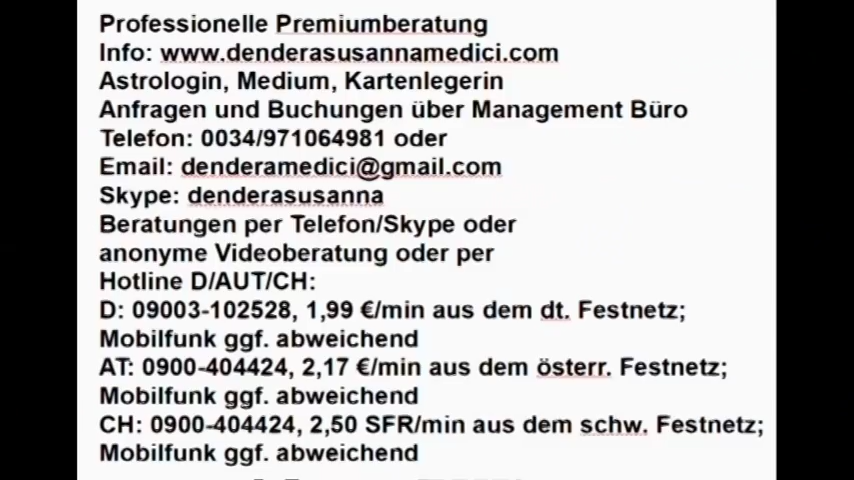 Professionelle Premiumberatung
Info: www.denderasusannamedici.com
Astrologin, Medium, Kartenlegerin
Anfragen und Buchungen über Management Büro
Telefon: 0034/971064981 oder
Email: denderamedici@gmail.com
Skype: denderasusanna
Beratungen per Telefon/Skype oder
anonyme Videoberatung oder per
Hotline D/AUT/CH:
D: 09003-102528, 1,99 €/min aus dem dt. Festnetz;
Mobilfunk ggf. abweichend
AT: 0900-404424, 2,17 €/min aus dem österr. Festnetz;
Mobilfunk ggf. abweichend
CH: 0900-404424, 2,50 SFR/min aus dem schw. Festnetz;
Mobilfunk ggf. abweichend